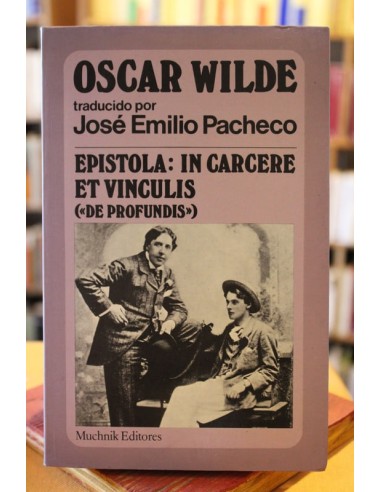 OSCAR WILDE
traducido por
José Emilio Pacheco
EPISTOLA: IN CARCERE
ET VINCULIS
(«DE PROFUNDIS»)
Muchnik Editores